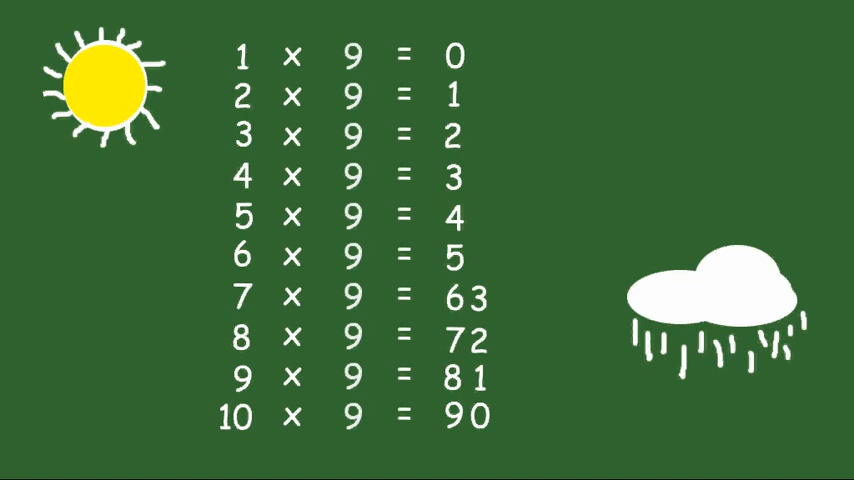 1 × 9 = 0
2 × 9 = 1
3 × 9 = 2
4 × 9 = 3
5 × 9 = 4
6 × 9 = 5
7 × 9 = 63
8 × 9 = 72
9 × 9 = 81
10 × 9 = 90